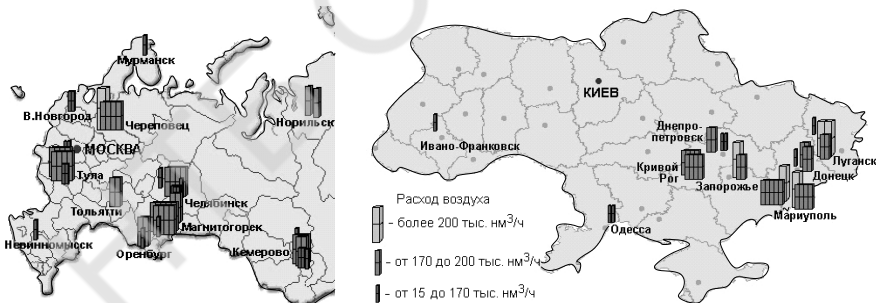 Мурманск
В.Новгород
Череповец
Норильск
МОСКВА
Тула
Тольятти
Челябинск
Магнитогорск
Невинномысск
Оренбург
Кемерово
КИЕВ
Ивано-Франковск
Днепро-
петровск
Кривой
Рог
Запорожье
Луганск
Донецк
Мариуполь
Одесса
Расход воздуха
- более 200 тыс. нм³/ч
- от 170 до 200 тыс. нм³/ч
- от 15 до 170 тыс. нм³/ч